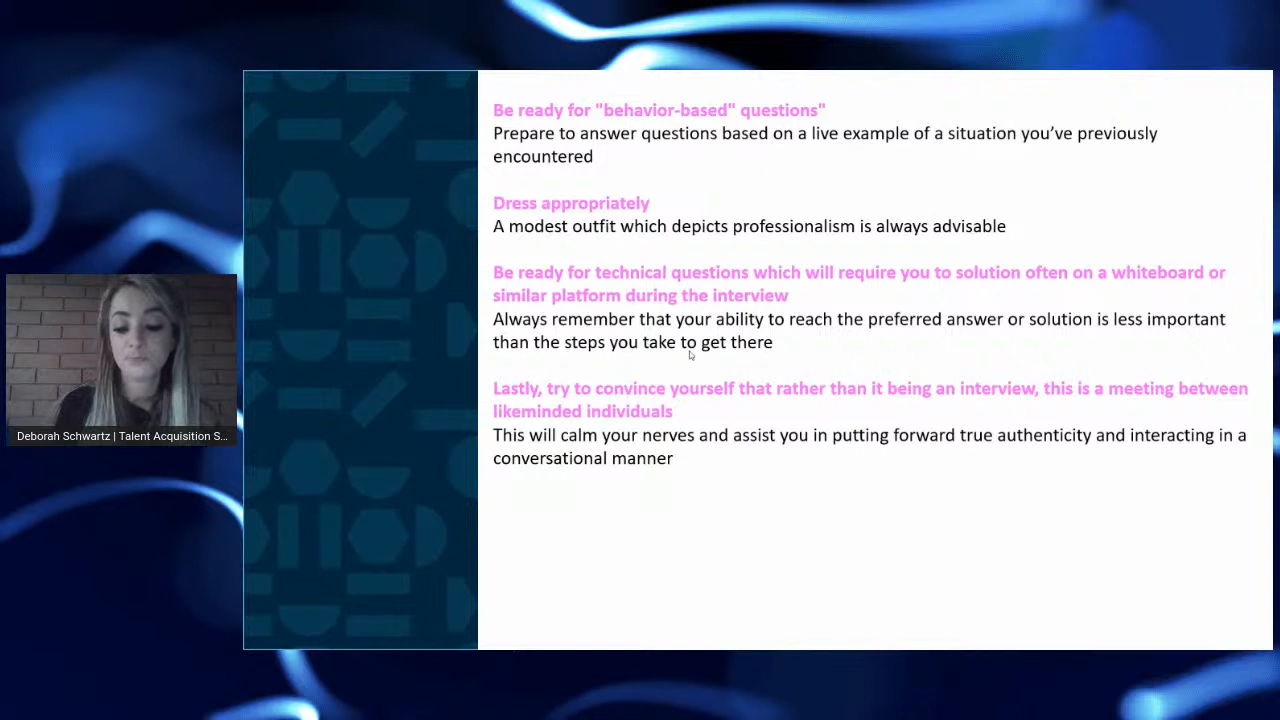 Be ready for "behavior-based" questions"
Prepare to answer questions based on a live example of a situation you’ve previously
encountered
Dress appropriately
A modest outfit which depicts professionalism is always advisable
Be ready for technical questions which will require you to solution often on a whiteboard or
similar platform during the interview
Always remember that your ability to reach the preferred answer or solution is less important
than the steps you take to get there
Lastly, try to convince yourself that rather than it being an interview, this is a meeting between
likeminded individuals
This will calm your nerves and assist you in putting forward true authenticity and interacting in a
conversational manner
Deborah Schwartz | Talent Acquisition S...